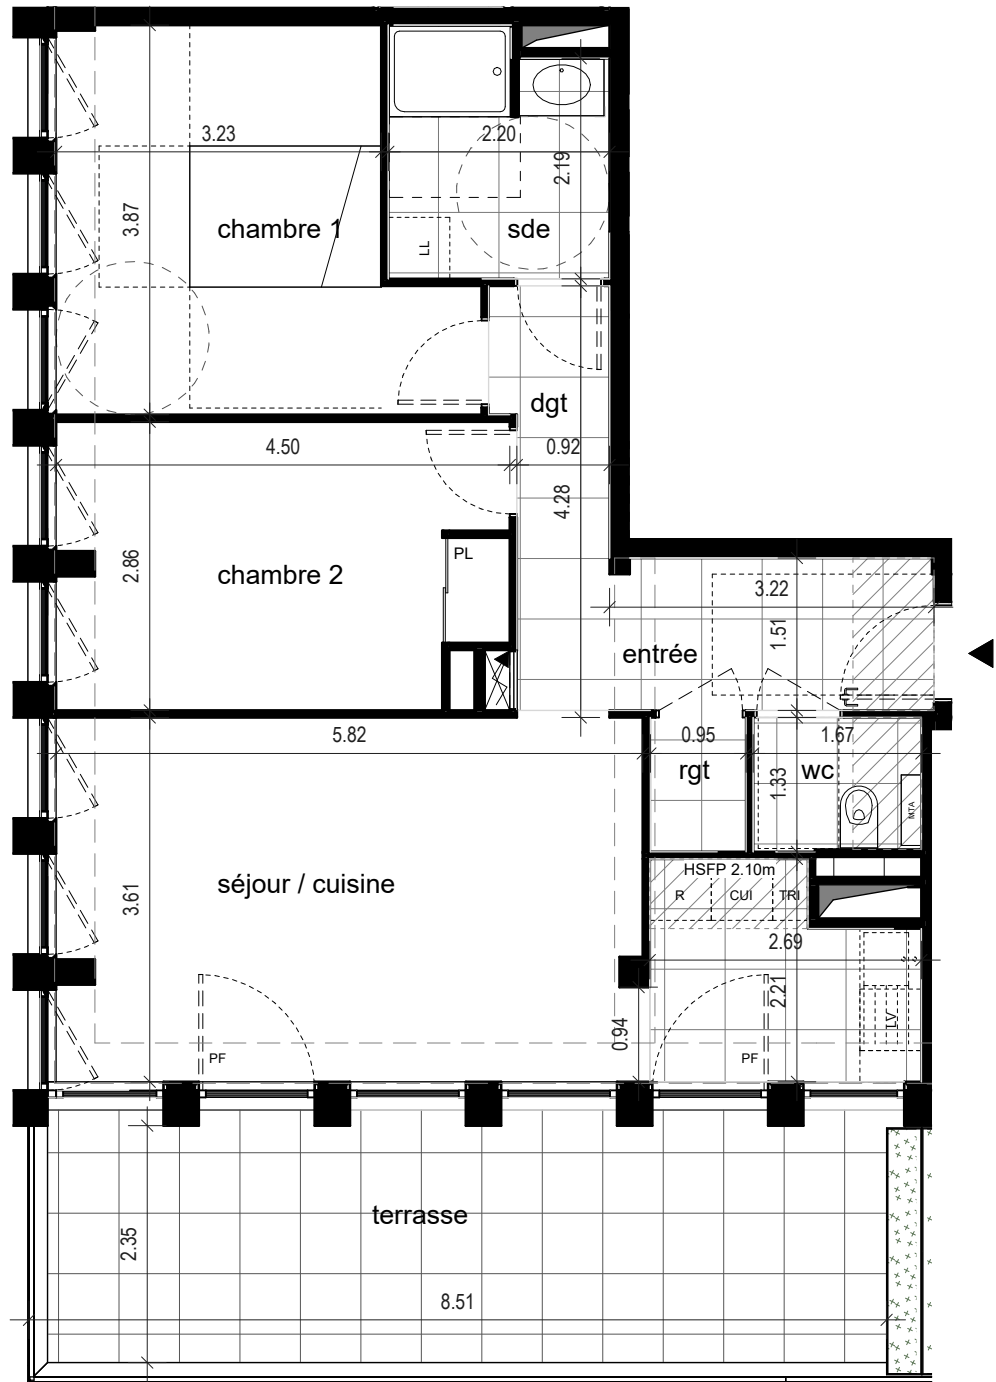 3.23
2.20
2.19
3.87
chambre 1
sde
LL
dgt
4.50
0.92
4.28
PL
2.86
chambre 2
3.22
1.51
entrée
5.82
0.95
1.67
rgt
1.33
wc
MTA
HSFP 2.10m
R
CUI
TRI
séjour / cuisine
3.61
2.69
2.21
LV
0.94
PF
PF
terrasse
2.35
8.51